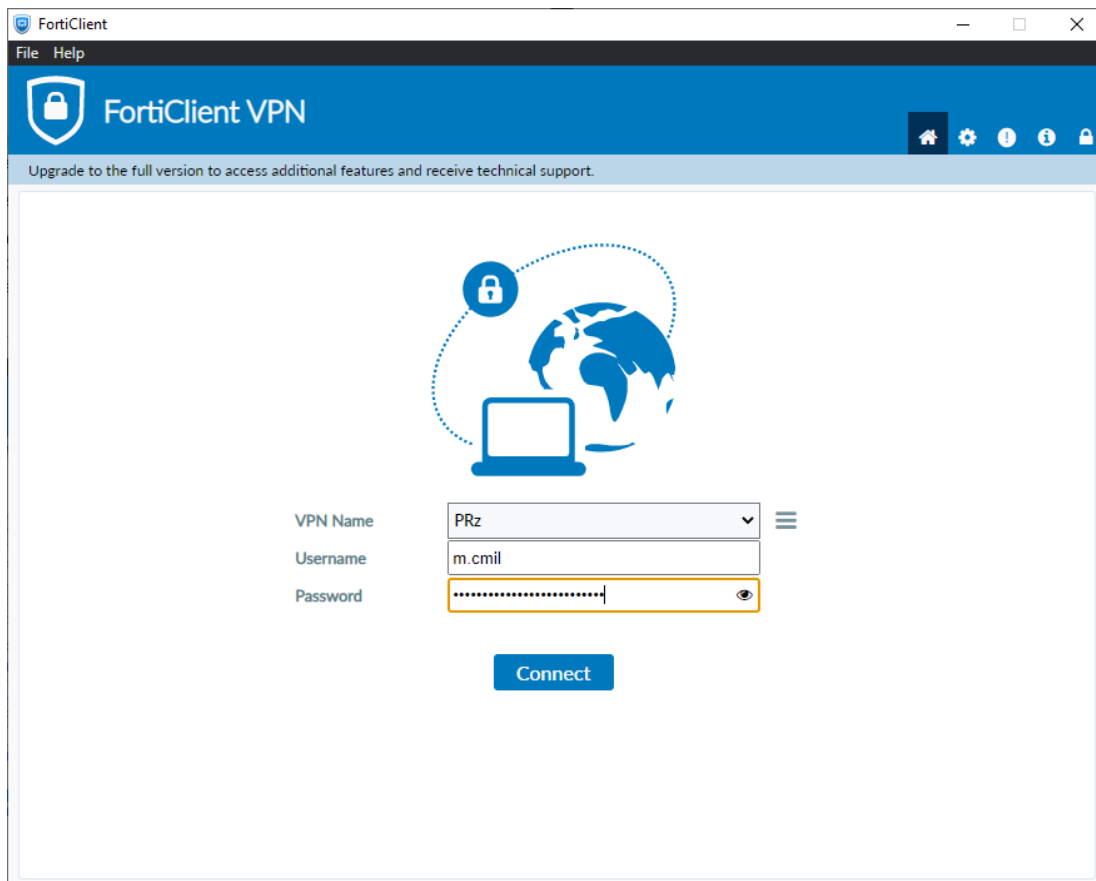 FortiClient
File Help
FortiClient VPN
Upgrade to the full version to access additional features and receive technical support.
VPN Name PRz
Username m.cmil
Password ••••••••••••••••••••••••••
Connect